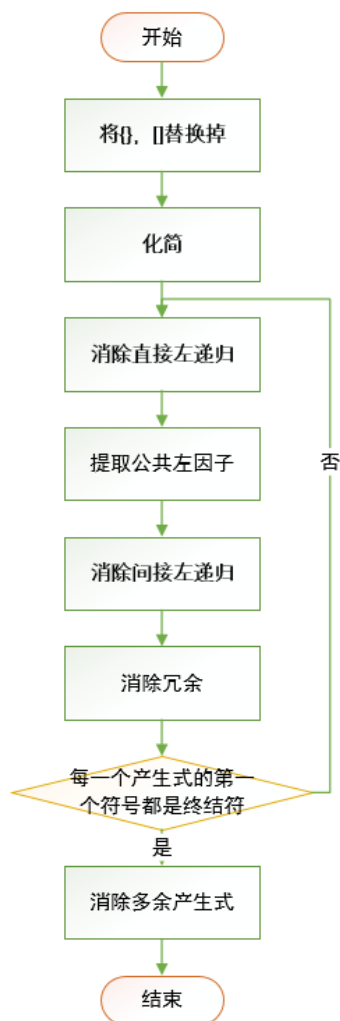 开始
将{}，[]替换掉
化简
消除直接左递归
提取公共左因子
否
消除间接左递归
消除冗余
每一个产生式的第一
个符号都是终结符
是
消除多余产生式
结束